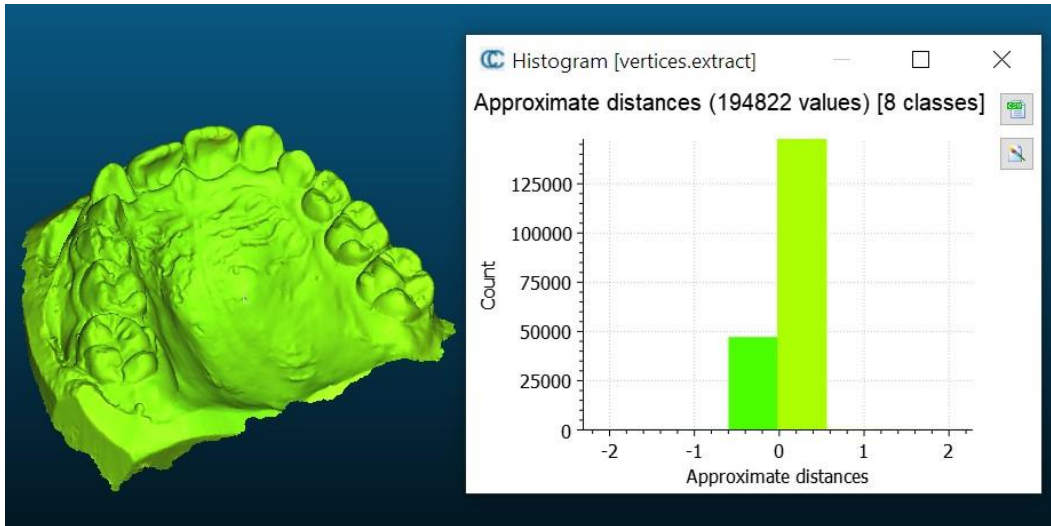 Histogram [vertices.extract]
Approximate distances (194822 values) [8 classes]
125000
100000
75000
50000
25000
0
Count
-2 -1 0 1 2
Approximate distances